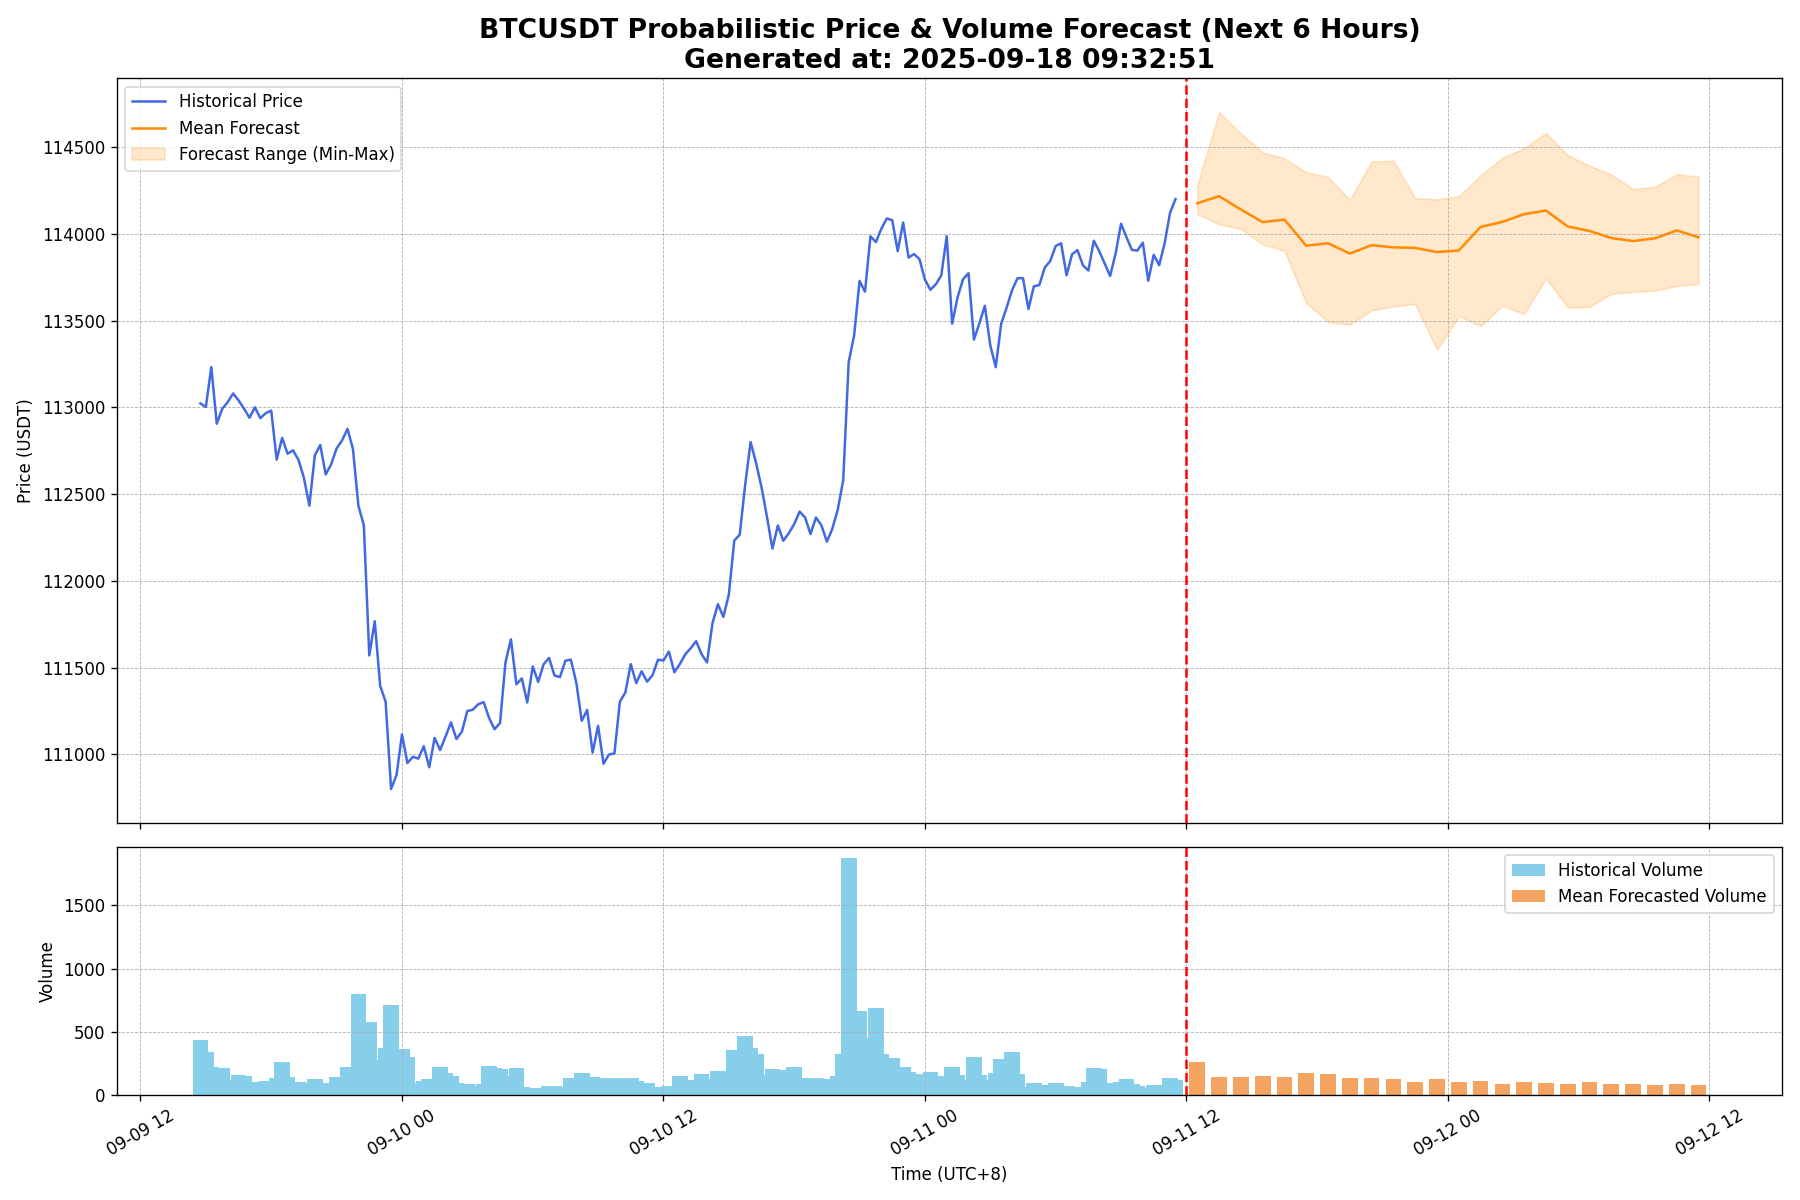 BTCUSDT Probabilistic Price & Volume Forecast (Next 6 Hours)
Generated at: 2025-09-18 09:32:51
Historical Price
Mean Forecast
Forecast Range (Min-Max)
Price (USDT)
114500
114000
113500
113000
112500
112000
111500
111000
Historical Volume
Mean Forecasted Volume
Volume
1500
1000
500
0
09-09 12
09-10 00
09-10 12
09-11 00
09-11 12
09-12 00
09-12 12
Time (UTC+8)